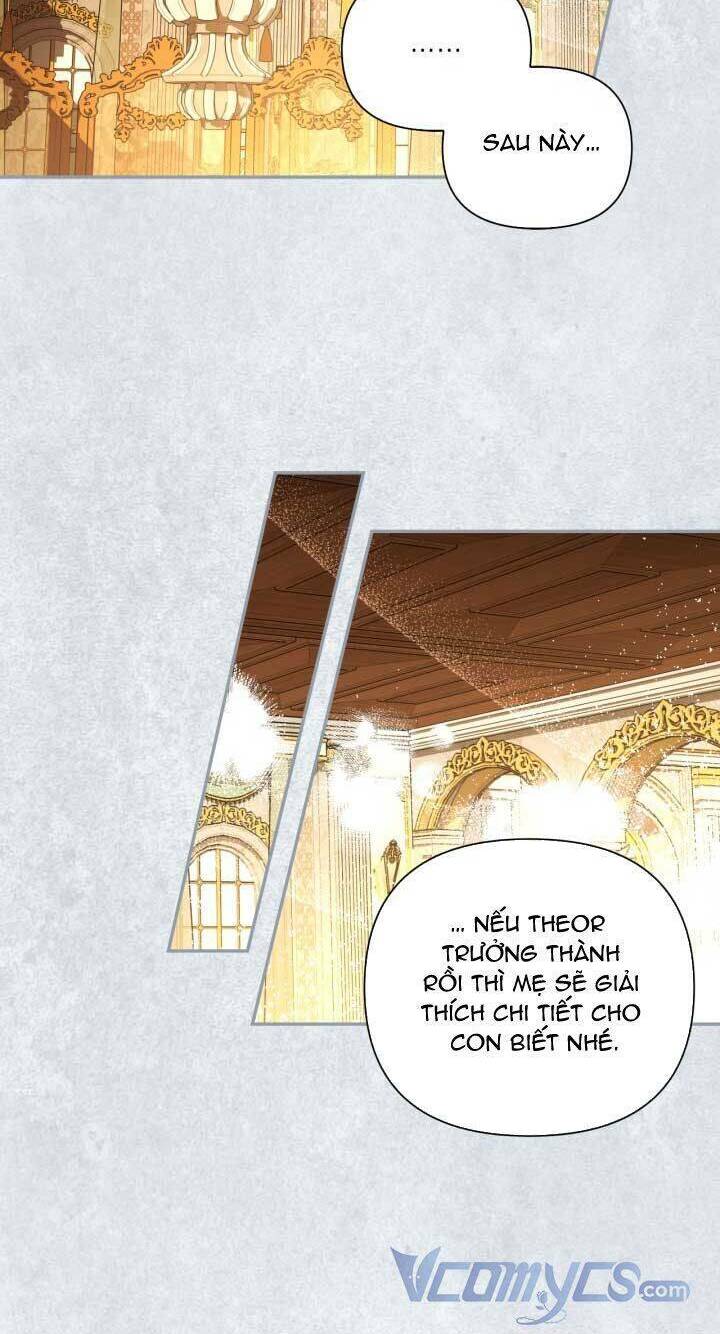 ......
SAU NÀY...
... NẾU THEOR
TRƯỞNG THÀNH
RỒI THÌ MẸ SẼ GIẢI
THÍCH CHI TIẾT CHO
CON BIẾT NHÉ.
VCOMYCS.com